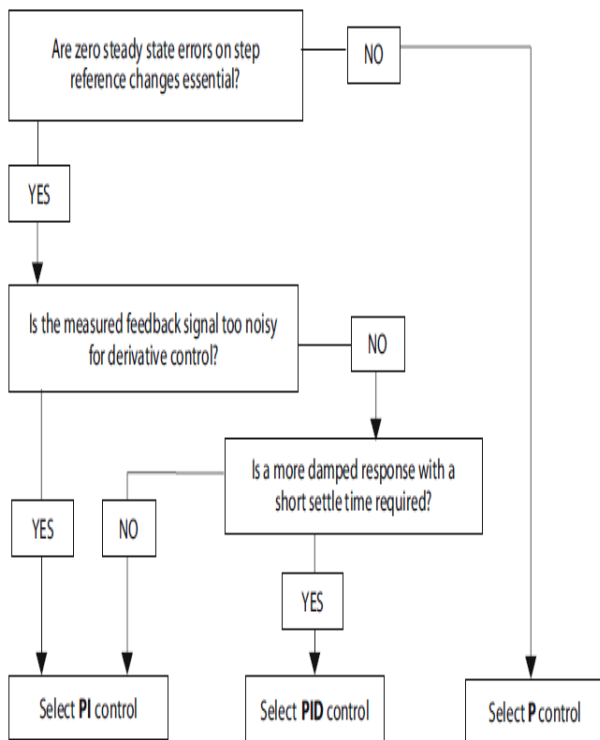 Are zero steady state errors on step
reference changes essential?
NO
YES
Is the measured feedback signal too noisy
for derivative control?
NO
Is a more damped response with a
short settle time required?
YES
NO
YES
Select PI control
Select PID control
Select P control